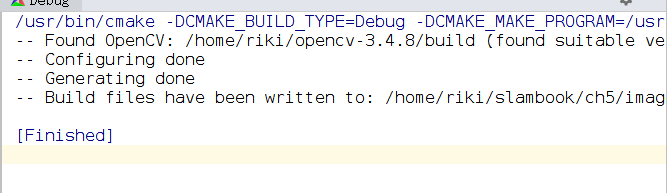 Debug
/usr/bin/cmake -DCMAKE_BUILD_TYPE=Debug -DCMAKE_MAKE_PROGRAM=/usr
-- Found OpenCV: /home/riki/opencv-3.4.8/build (found suitable ve
-- Configuring done
-- Generating done
-- Build files have been written to: /home/riki/slambook/ch5/imag
[Finished]